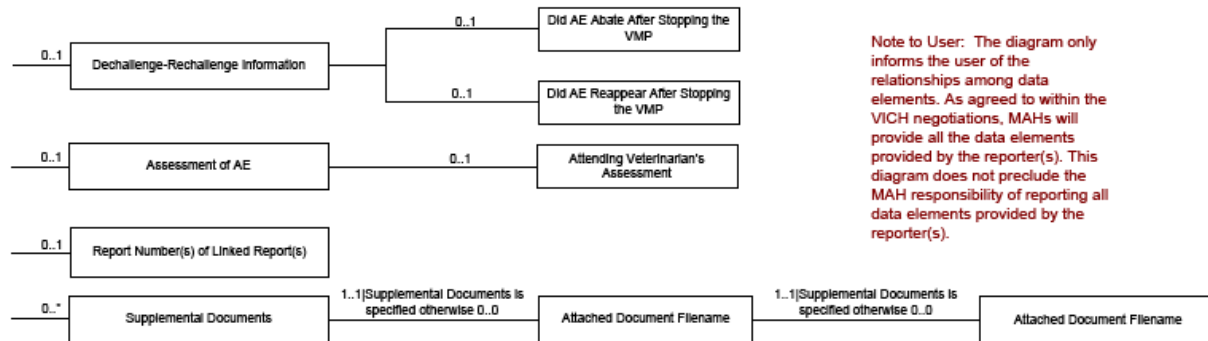 0..1
Did AE Abate After Stopping the
VMP
0..1
Dechallenge-Rechallenge Information
0..1
Did AE Reappear After Stopping
the VMP
Note to User: The diagram only
informs the user of the
relationships among data
elements. As agreed to within the
VICH negotiations, MAHs will
provide all the data elements
provided by the reporter(s). This
diagram does not preclude the
MAH responsibility of reporting all
data elements provided by the
reporter(s).
0..1
Assessment of AE
0..1
Attending Veterinarian's
Assessment
0..1
Report Number(s) of Linked Report(s)
0..*
Supplemental Documents
1..1|Supplemental Documents is
specified otherwise 0..0
Attached Document Filename
1..1|Supplemental Documents is
specified otherwise 0..0
Attached Document Filename